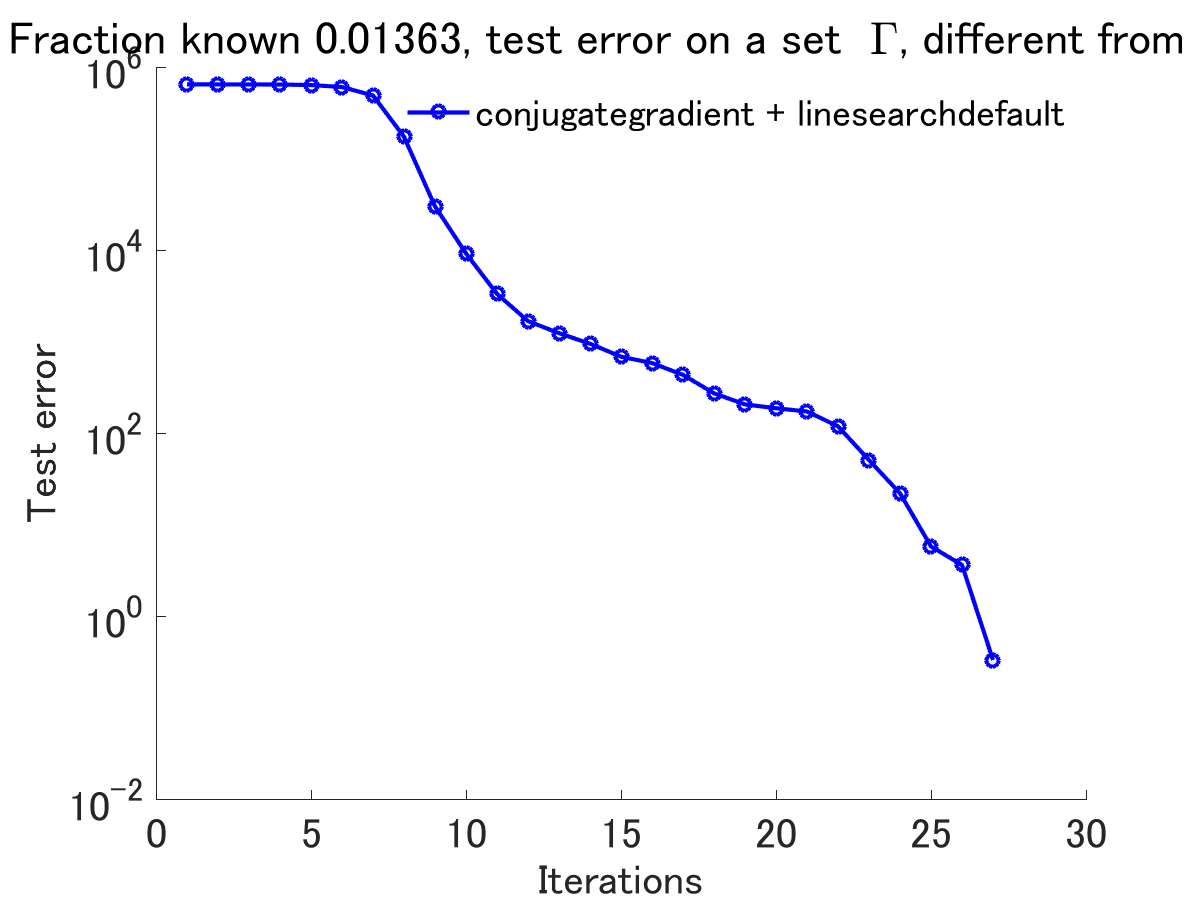 Fraction known 0.01363, test error on a set Γ, different from
10^6
conjugategradient + linesearchdefault
10^4
10^2
10^0
10^-2
Test error
0 5 10 15 20 25 30
Iterations